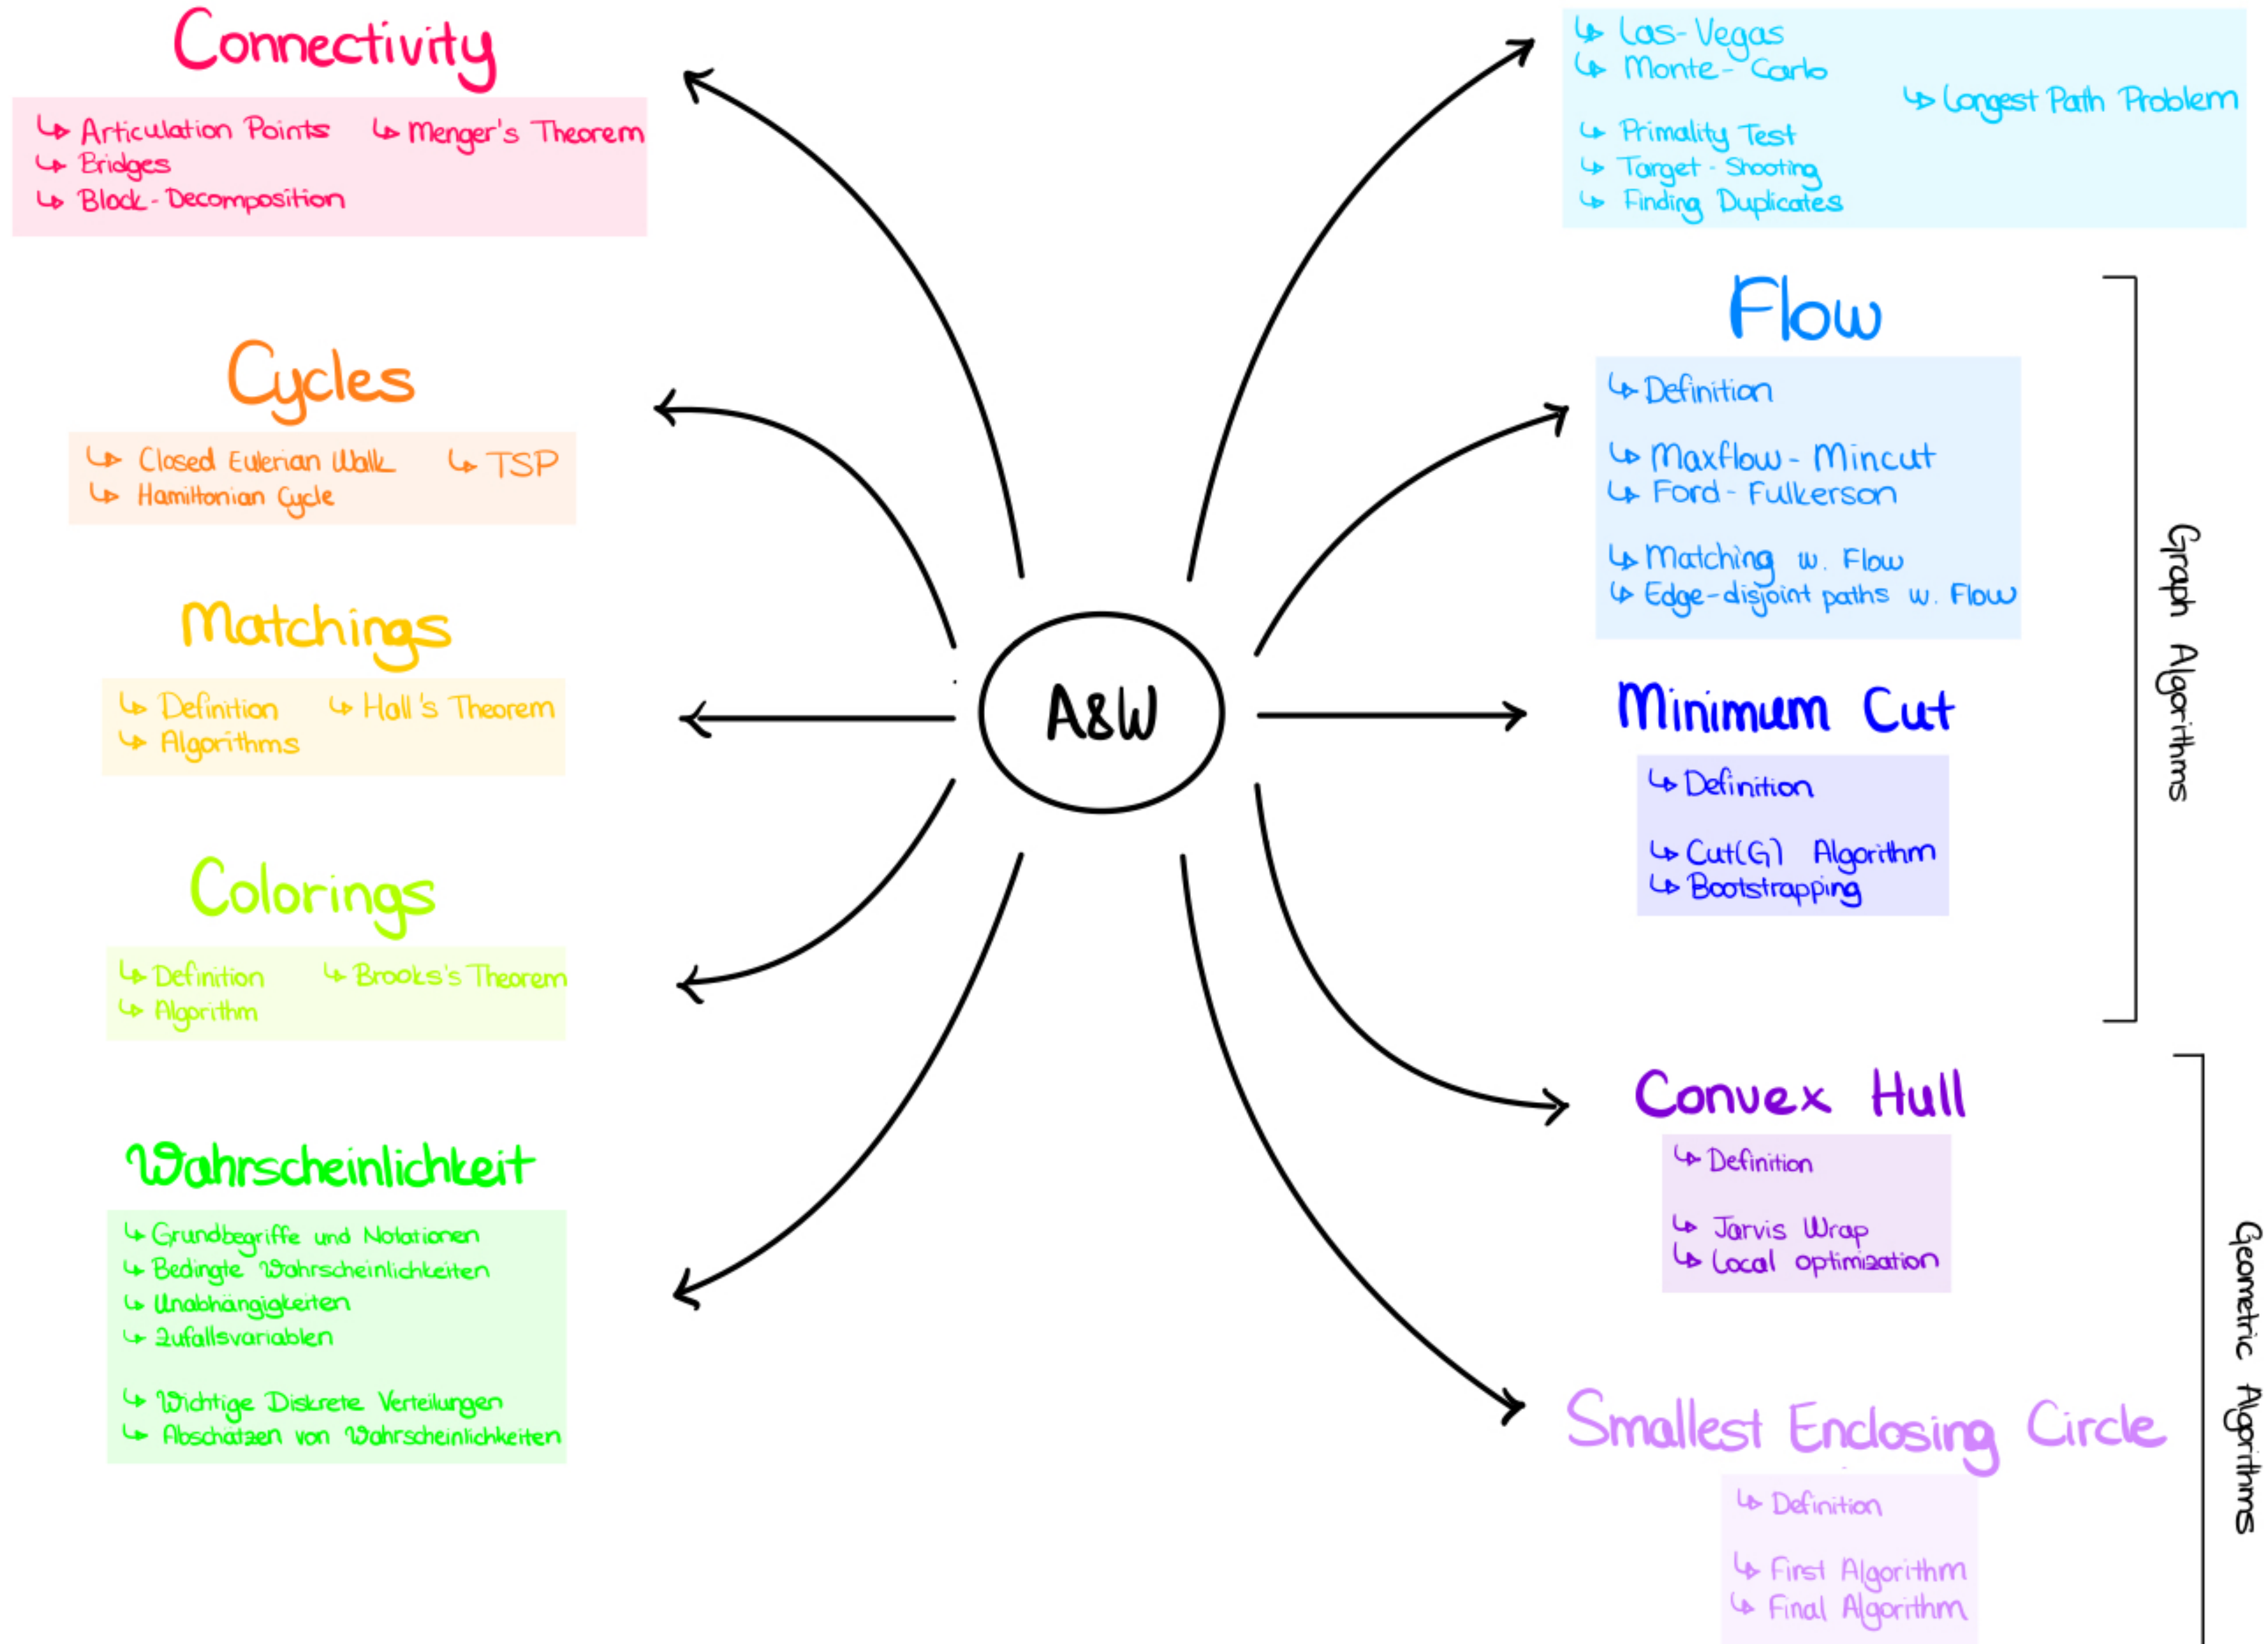 Connectivity
↳ Articulation Points ↳ Menger's Theorem
↳ Bridges
↳ Block-Decomposition
Cycles
↳ Closed Eulerian Walk ↳ TSP
↳ Hamiltonian Cycle
Matchings
↳ Definition ↳ Hall's Theorem
↳ Algorithms
Colorings
↳ Definition ↳ Brooks's Theorem
↳ Algorithm
Wahrscheinlichkeit
↳ Grundbegriffe und Notationen
↳ Bedingte Wahrscheinlichkeiten
↳ Unabhängigkeiten
↳ Zufallsvariablen
↳ Wichtige Diskrete Verteilungen
↳ Abschätzen von Wahrscheinlichkeiten
A&W
↳ Las-Vegas
↳ Monte-Carlo
↳ Longest Path Problem
↳ Primality Test
↳ Target-Shooting
↳ Finding Duplicates
Flow
↳ Definition
↳ Maxflow-Mincut
↳ Ford-Fulkerson
↳ Matching w. Flow
↳ Edge-disjoint paths w. Flow
Minimum Cut
↳ Definition
↳ Cut(G) Algorithm
↳ Bootstrapping
Graph Algorithms
Convex Hull
↳ Definition
↳ Jarvis Wrap
↳ Local optimization
Smallest Enclosing Circle
↳ Definition
↳ First Algorithm
↳ Final Algorithm
Geometric Algorithms